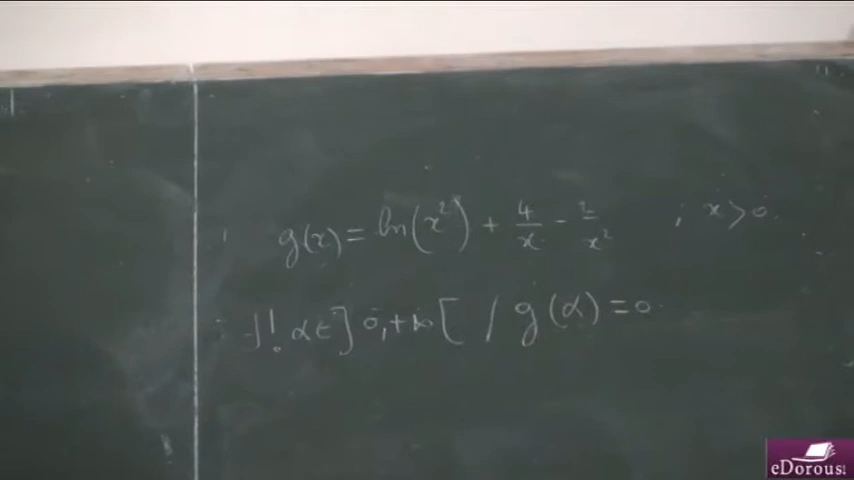 g(x) = ln(x²) + 4/x - 2/x² ; x > 0
∃! α ∈ ]0, +∞[ / g(α) = 0
eDorous